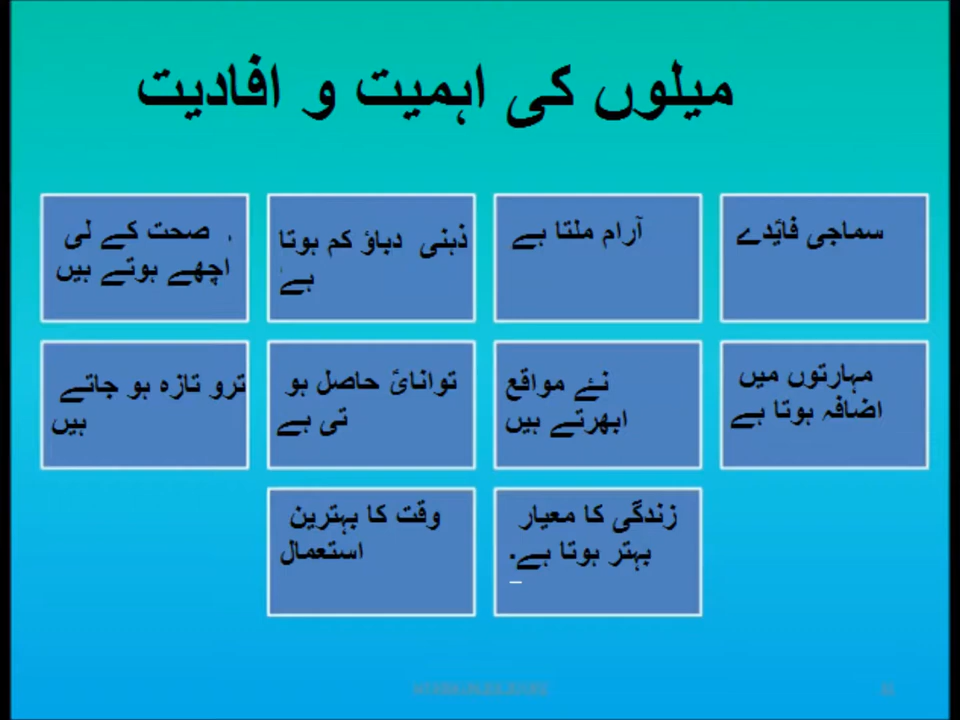 میلوں کی اہمیت و افادیت
سماجی فائدے
آرام ملتا ہے
ذہنی دباؤ کم ہوتا
ہے
صحت کے لی
اچھے ہوتے ہیں
مہارتوں میں
اضافہ ہوتا ہے
نئے مواقع
ابھرتے ہیں
توانائ حاصل ہو
تی ہے
ترو تازہ ہو جاتے
ہیں
زندگی کا معیار
بہتر ہوتا ہے.
وقت کا بہترین
استعمال